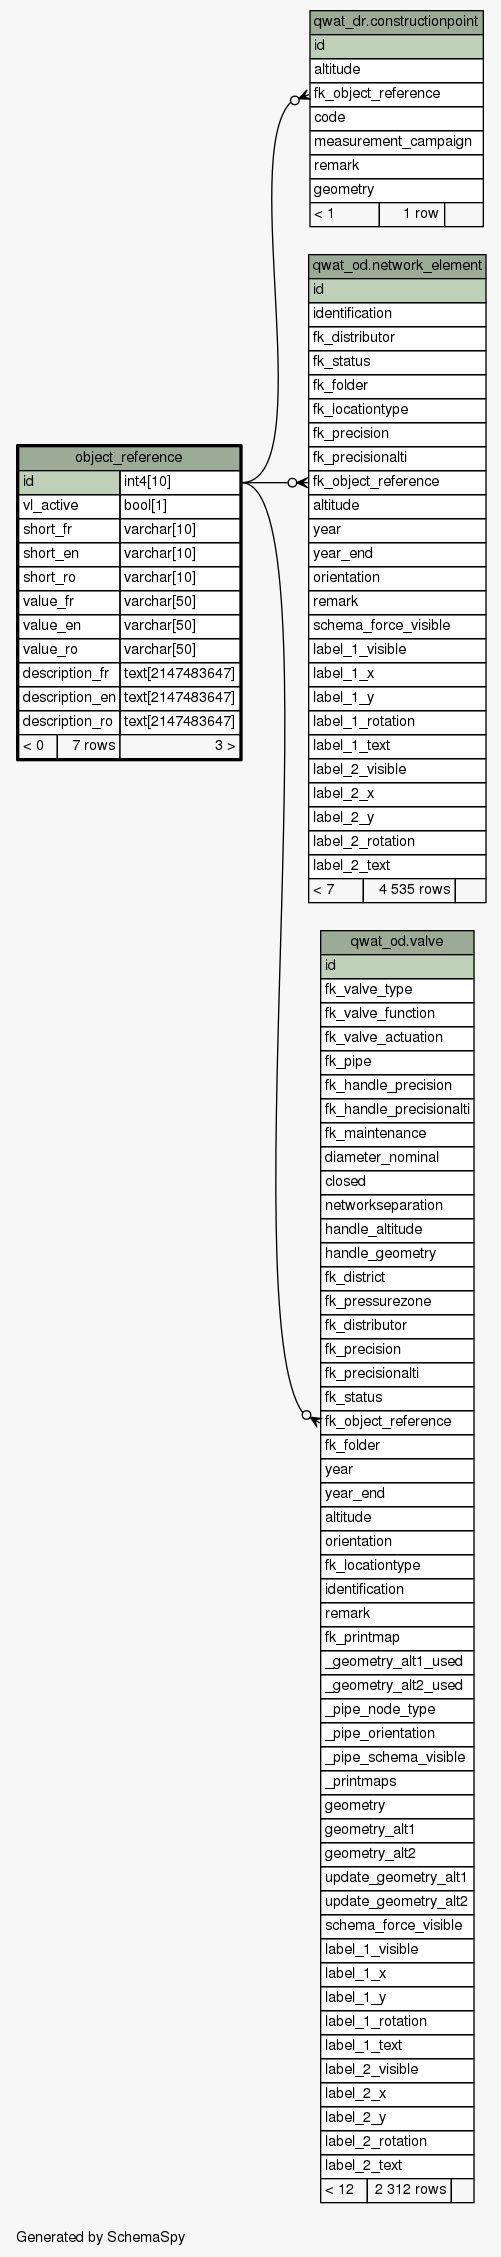 qwat_dr.constructionpoint
id
altitude
fk_object_reference
code
measurement_campaign
remark
geometry
< 1 1 row
qwat_od.network_element
id
identification
fk_distributor
fk_status
fk_folder
fk_locationtype
fk_precision
fk_precisionalti
fk_object_reference
altitude
year
year_end
orientation
remark
schema_force_visible
label_1_visible
label_1_x
label_1_y
label_1_rotation
label_1_text
label_2_visible
label_2_x
label_2_y
label_2_rotation
label_2_text
< 7 4 535 rows
object_reference
id int4[10]
vl_active bool[1]
short_fr varchar[10]
short_en varchar[10]
short_ro varchar[10]
value_fr varchar[50]
value_en varchar[50]
value_ro varchar[50]
description_fr text[2147483647]
description_en text[2147483647]
description_ro text[2147483647]
< 0 7 rows 3 >
qwat_od.valve
id
fk_valve_type
fk_valve_function
fk_valve_actuation
fk_pipe
fk_handle_precision
fk_handle_precisionalti
fk_maintenance
diameter_nominal
closed
networkseparation
handle_altitude
handle_geometry
fk_district
fk_pressurezone
fk_distributor
fk_precision
fk_precisionalti
fk_status
fk_object_reference
fk_folder
year
year_end
altitude
orientation
fk_locationtype
identification
remark
fk_printmap
_geometry_alt1_used
_geometry_alt2_used
_pipe_node_type
_pipe_orientation
_pipe_schema_visible
_printmaps
geometry
geometry_alt1
geometry_alt2
update_geometry_alt1
update_geometry_alt2
schema_force_visible
label_1_visible
label_1_x
label_1_y
label_1_rotation
label_1_text
label_2_visible
label_2_x
label_2_y
label_2_rotation
label_2_text
< 12 2 312 rows
Generated by SchemaSpy